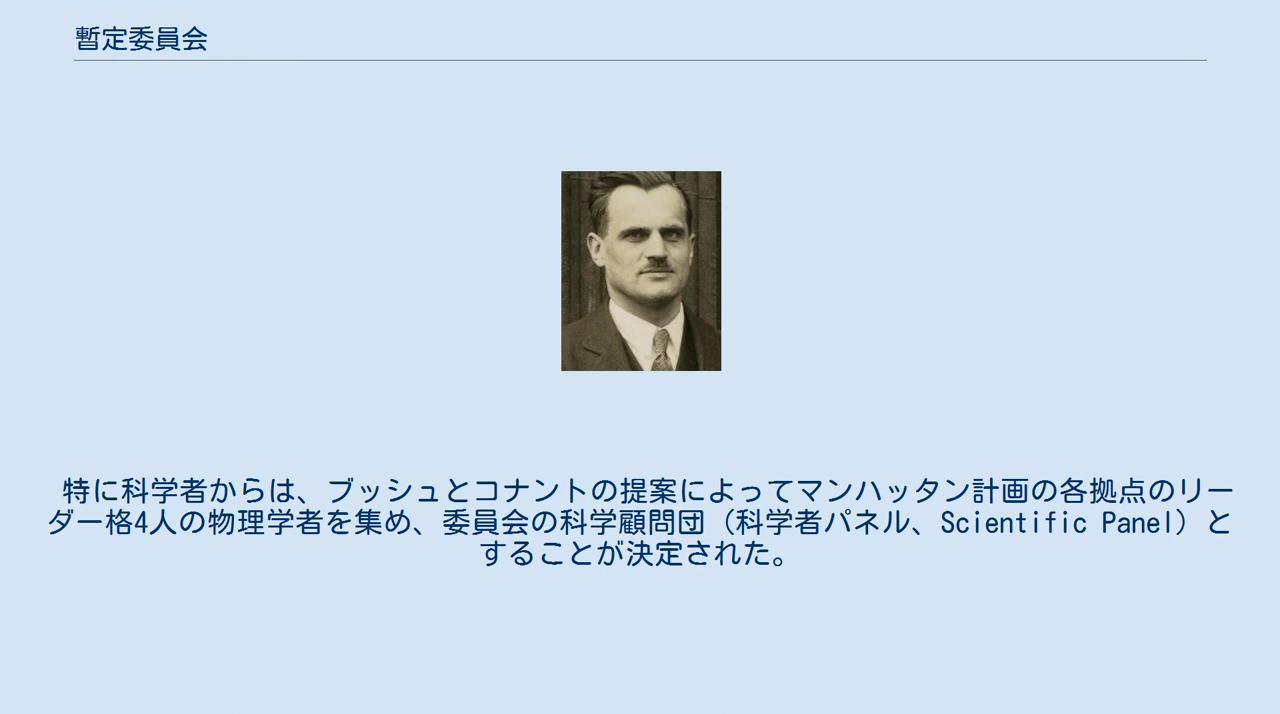 暫定委員会
特に科学者からは、ブッシュとコナントの提案によってマンハッタン計画の各拠点のリー
ダー格4人の物理学者を集め、委員会の科学顧問団（科学者パネル、Scientific Panel）と
することが決定された。